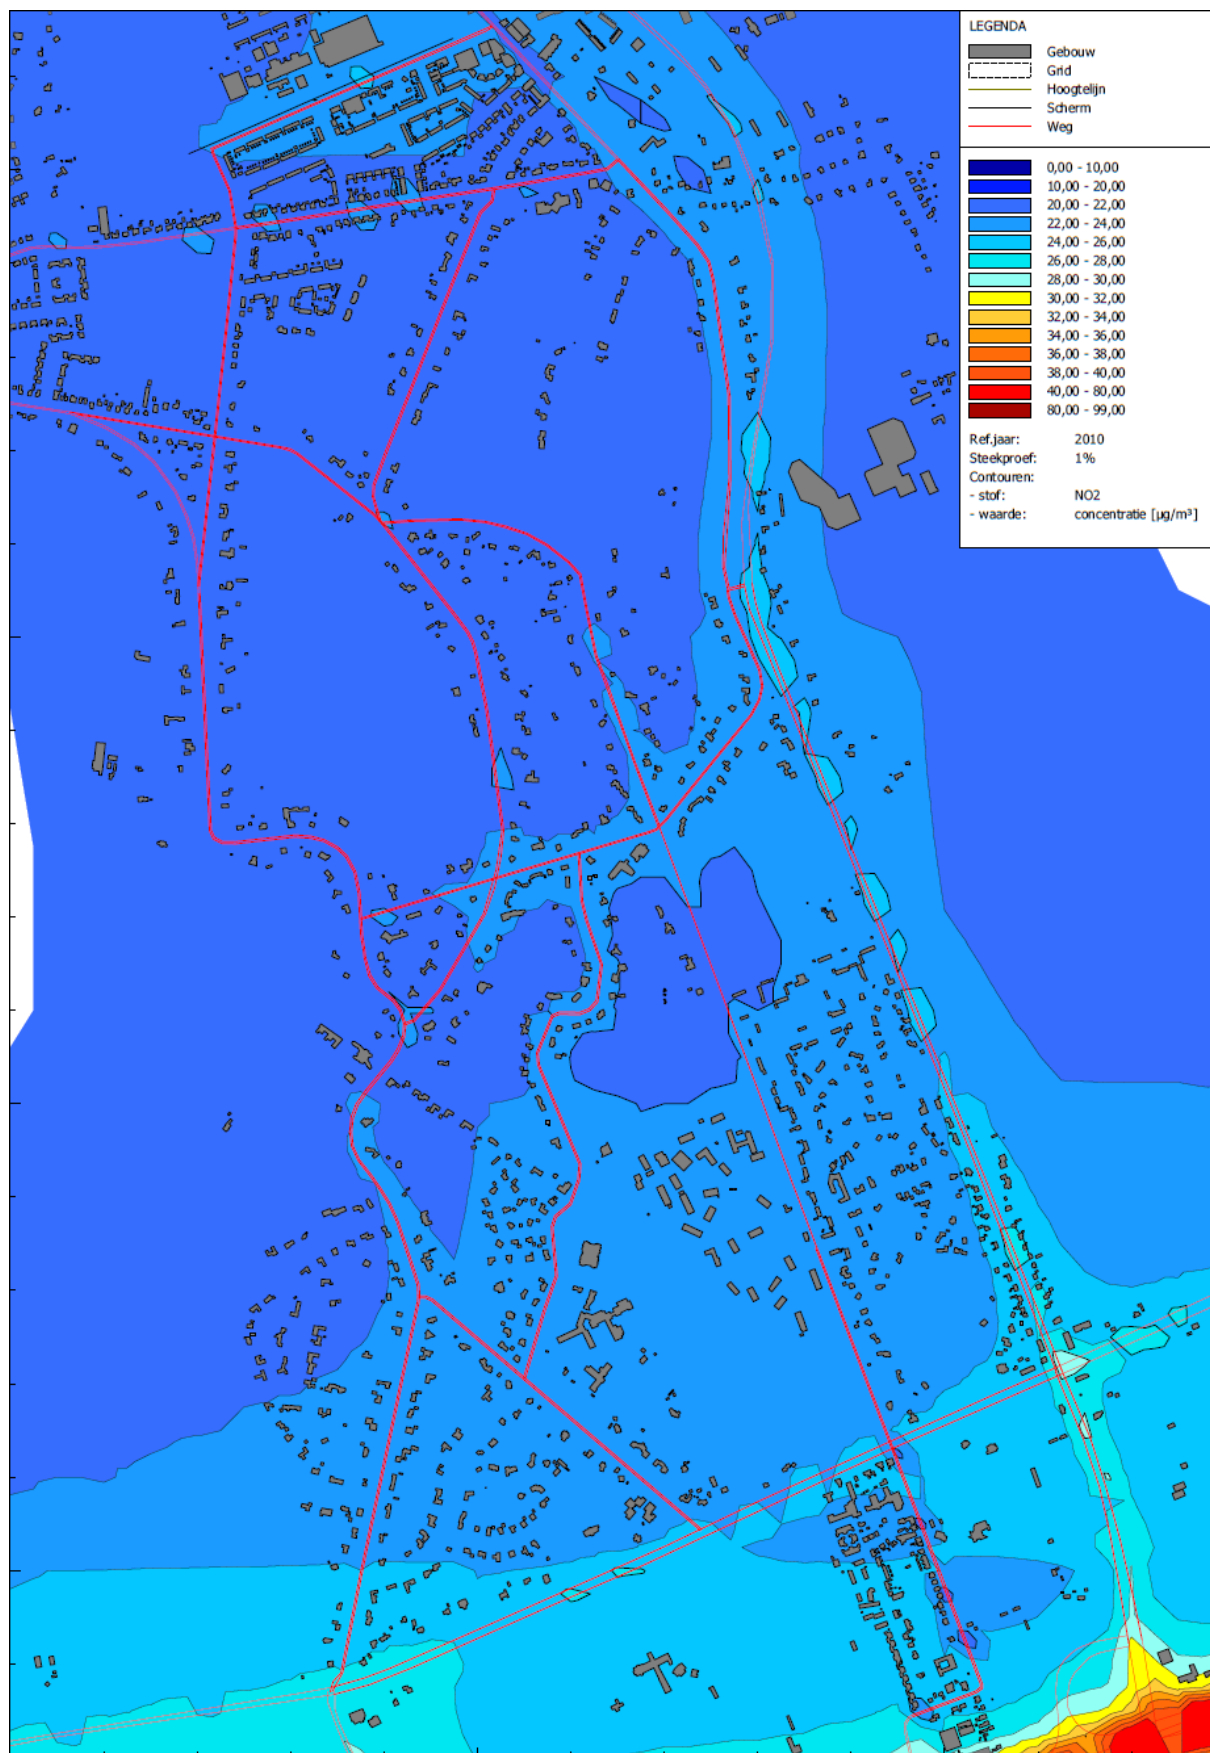 LEGENDA
Gebouw
Grid
Hoogtelijn
Scherm
Weg
0,00 - 10,00
10,00 - 20,00
20,00 - 22,00
22,00 - 24,00
24,00 - 26,00
26,00 - 28,00
28,00 - 30,00
30,00 - 32,00
32,00 - 34,00
34,00 - 36,00
36,00 - 38,00
38,00 - 40,00
40,00 - 80,00
80,00 - 99,00
Ref.jaar: 2010
Steekproef: 1%
Contouren:
- stof: NO2
- waarde: concentratie [µg/m³]